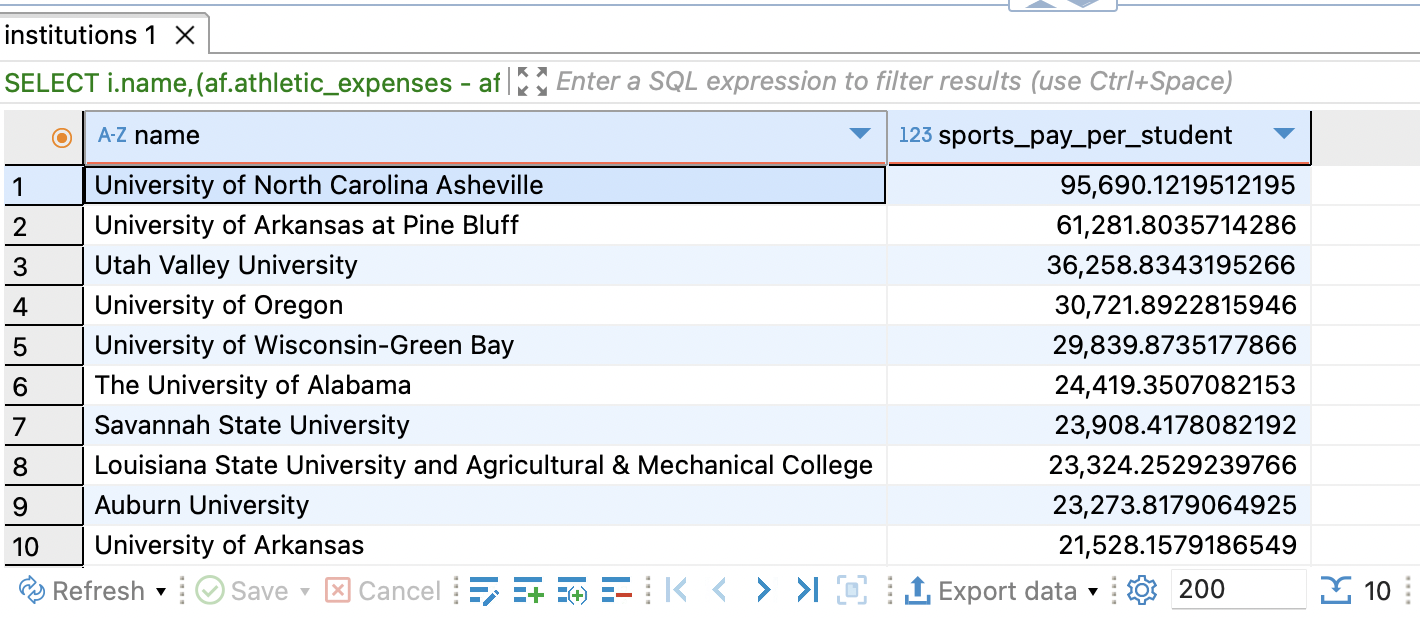 institutions 1
SELECT i.name,(af.athletic_expenses - af Enter a SQL expression to filter results (use Ctrl+Space)
A-Z name 123 sports_pay_per_student
1 University of North Carolina Asheville 95,690.1219512195
2 University of Arkansas at Pine Bluff 61,281.8035714286
3 Utah Valley University 36,258.8343195266
4 University of Oregon 30,721.8922815946
5 University of Wisconsin-Green Bay 29,839.8735177866
6 The University of Alabama 24,419.3507082153
7 Savannah State University 23,908.4178082192
8 Louisiana State University and Agricultural & Mechanical College 23,324.2529239766
9 Auburn University 23,273.8179064925
10 University of Arkansas 21,528.1579186549
Refresh Save Cancel Export data 200 10